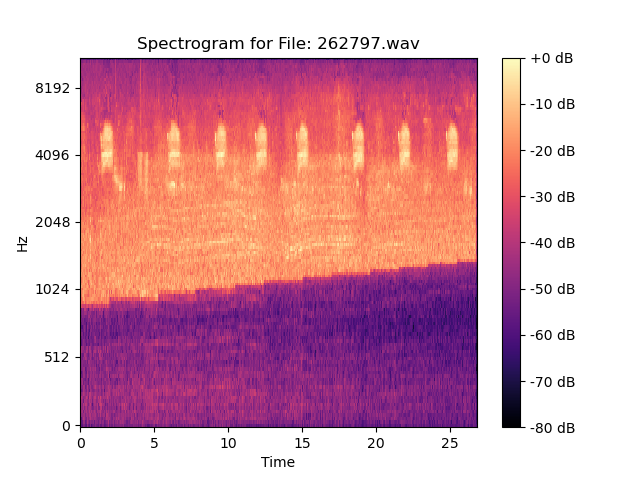 Spectrogram for File: 262797.wav
Hz
8192
4096
2048
1024
512
0
0 5 10 15 20 25
Time
+0 dB
-10 dB
-20 dB
-30 dB
-40 dB
-50 dB
-60 dB
-70 dB
-80 dB